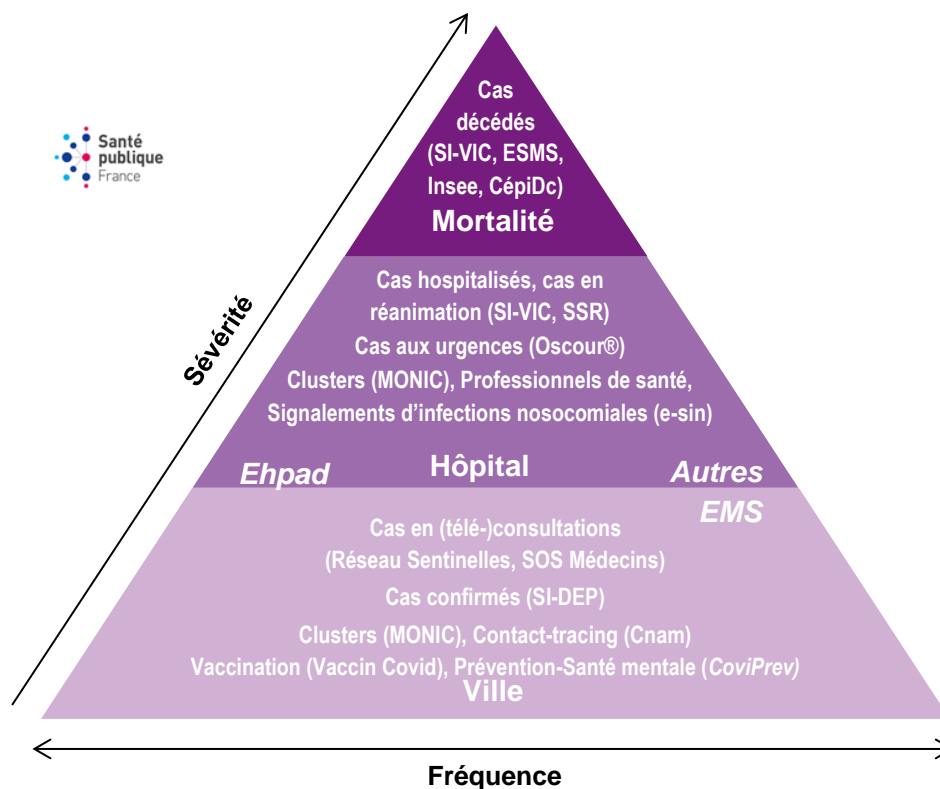 Santé
publique
France
Sévérité
Cas
décédés
(SI-VIC, ESMS,
Insee, CépiDc)
Mortalité
Cas hospitalisés, cas en
réanimation (SI-VIC, SSR)
Cas aux urgences (Oscour®)
Clusters (MONIC), Professionnels de santé,
Signalements d’infections nosocomiales (e-sin)
Ehpad Hôpital Autres
EMS
Cas en (télé-)consultations
(Réseau Sentinelles, SOS Médecins)
Cas confirmés (SI-DEP)
Clusters (MONIC), Contact-tracing (Cnam)
Vaccination (Vaccin Covid), Prévention-Santé mentale (CoviPrev)
Ville
Fréquence